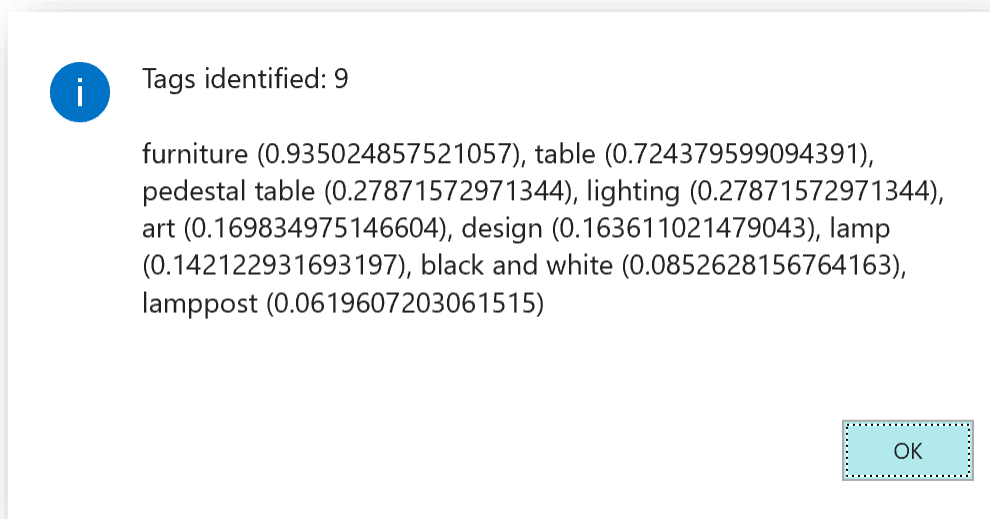 Tags identified: 9
furniture (0.935024857521057), table (0.724379599094391),
pedestal table (0.27871572971344), lighting (0.27871572971344),
art (0.169834975146604), design (0.163611021479043), lamp
(0.142122931693197), black and white (0.0852628156764163),
lamppost (0.0619607203061515)
OK